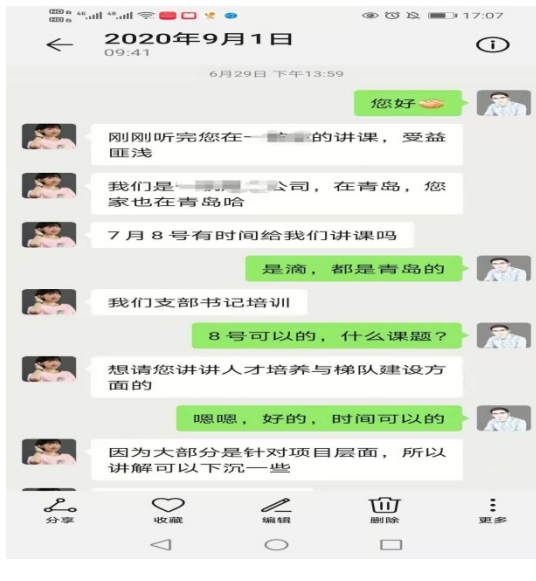 HD 46 46 17:07
2020年9月1日
09:41
6月29日 下午13:59
您好
刚刚听完您在一 的讲课，受益
匪浅
我们是一 公司，在青岛，您
家也在青岛哈
7月8号有时间给我们讲课吗
是滴，都是青岛的
我们支部书记培训
8号可以的，什么课题？
想请您讲讲人才培养与梯队建设方
面的
嗯嗯，好的，时间可以的
因为大部分是针对项目层面，所以
讲解可以下沉一些
分享 收藏 编辑 删除 更多